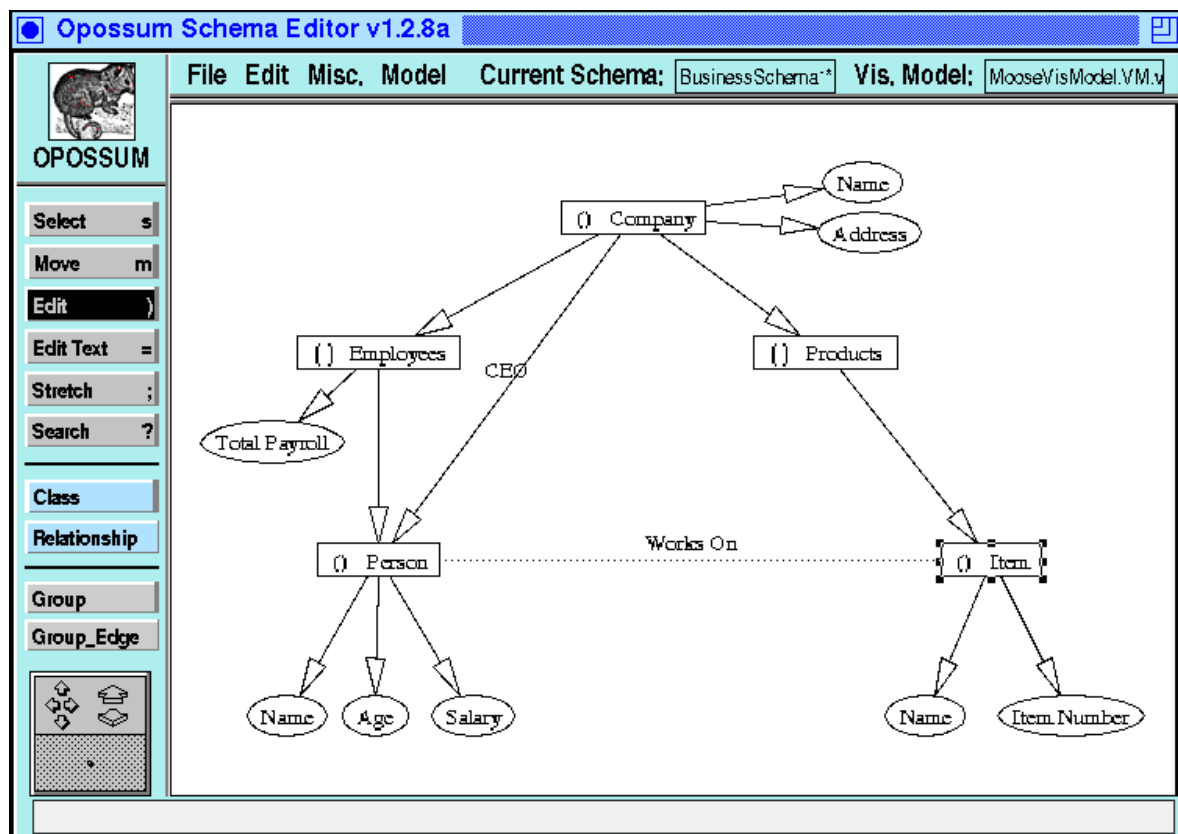 Opossum Schema Editor v1.2.8a
File Edit Misc. Model Current Schema: BusinessSchema~* Vis. Model: MooseVisModel.VM.v
OPOSSUM
Select s
Move m
Edit )
Edit Text =
Stretch ;
Search ?
Class
Relationship
Group
Group_Edge
Name
() Company
Address
{} Employees
CEO
{} Products
Total Payroll
Works On
() Person
() Item
Name
Age
Salary
Name
Item Number